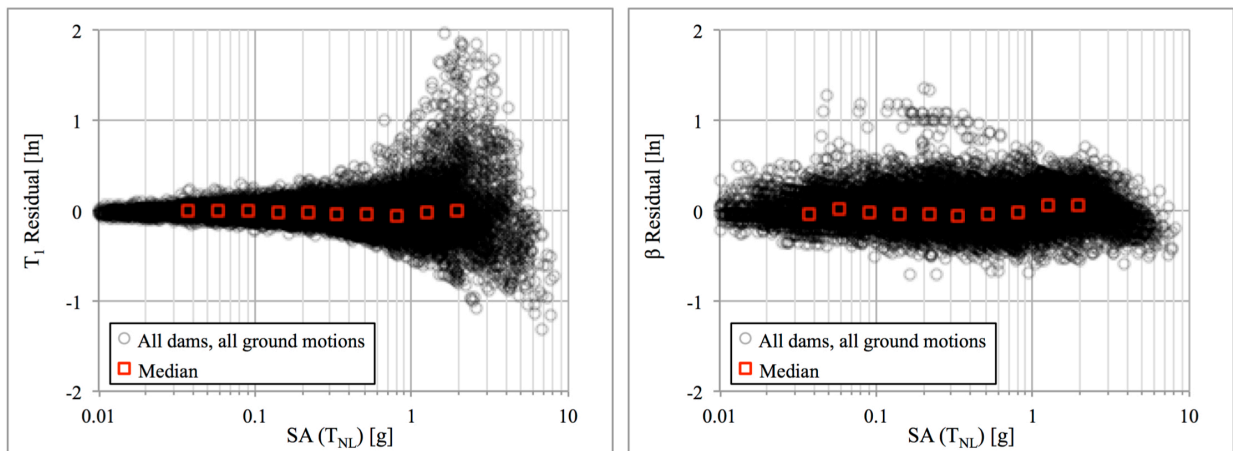 2
1
0
-1
-2
T1 Residual [ln]
All dams, all ground motions
Median
0.01 0.1 1 10
SA (TNL) [g]
2
1
0
-1
-2
β Residual [ln]
All dams, all ground motions
Median
0.01 0.1 1 10
SA (TNL) [g]